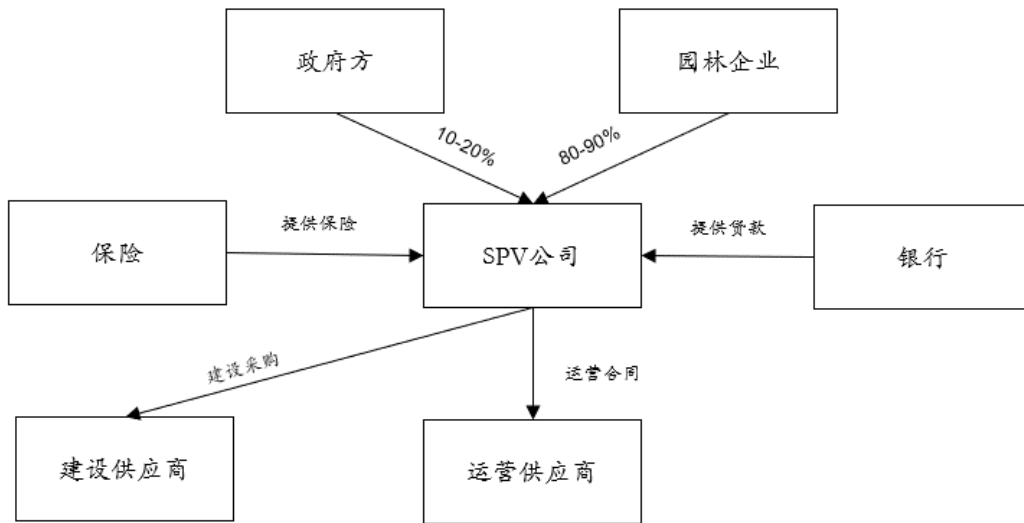 政府方
园林企业
10-20%
80-90%
保险
提供保险
SPV公司
提供贷款
银行
建设采购
运营合同
建设供应商
运营供应商